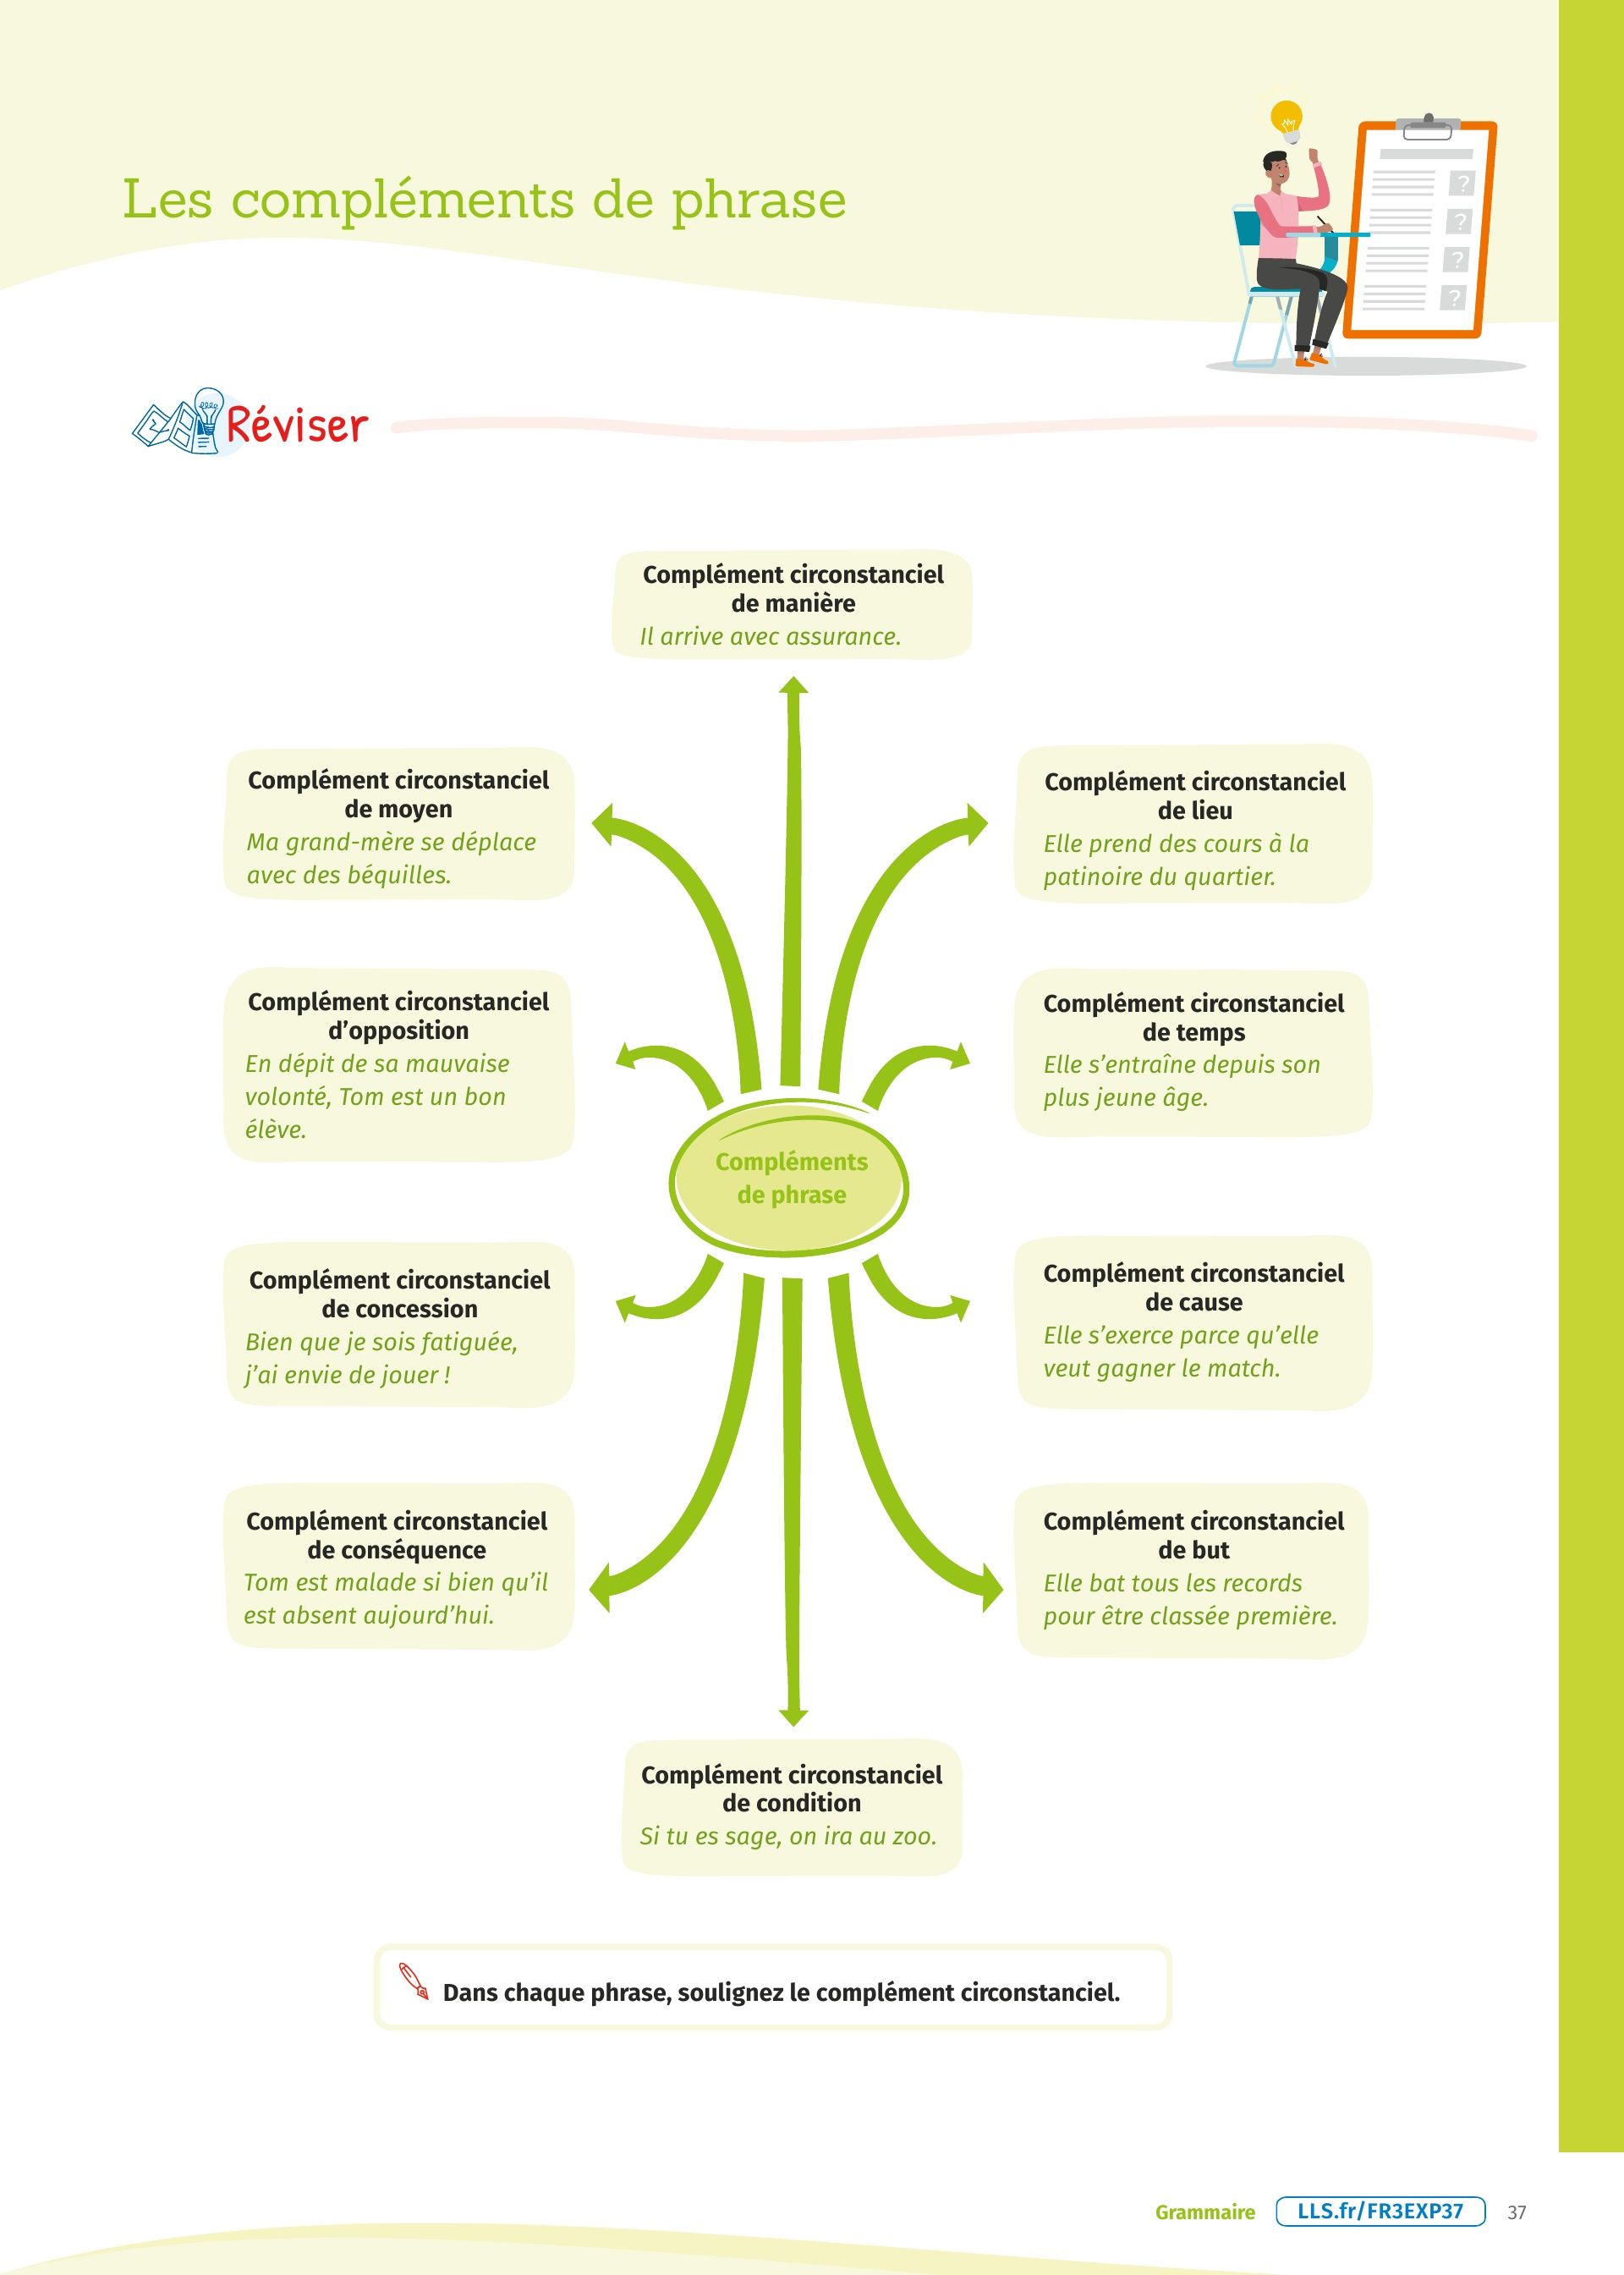 Les compléments de phrase
?
?
?
?
Réviser
Complément circonstanciel
de manière
Il arrive avec assurance.
Complément circonstanciel
de moyen
Ma grand-mère se déplace
avec des béquilles.
Complément circonstanciel
de lieu
Elle prend des cours à la
patinoire du quartier.
Complément circonstanciel
d’opposition
En dépit de sa mauvaise
volonté, Tom est un bon
élève.
Complément circonstanciel
de temps
Elle s’entraîne depuis son
plus jeune âge.
Compléments
de phrase
Complément circonstanciel
de concession
Bien que je sois fatiguée,
j’ai envie de jouer !
Complément circonstanciel
de cause
Elle s’exerce parce qu’elle
veut gagner le match.
Complément circonstanciel
de conséquence
Tom est malade si bien qu’il
est absent aujourd’hui.
Complément circonstanciel
de but
Elle bat tous les records
pour être classée première.
Complément circonstanciel
de condition
Si tu es sage, on ira au zoo.
Dans chaque phrase, soulignez le complément circonstanciel.
Grammaire LLS.fr/FR3EXP37 37